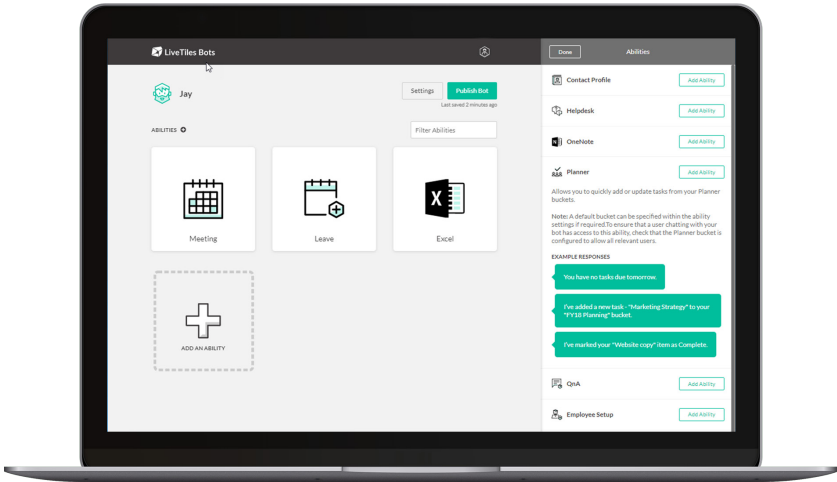 LiveTiles Bots
Jay
Settings
Publish Bot
Last saved 2 minutes ago
ABILITIES
Filter Abilities
Meeting
Leave
Excel
ADD AN ABILITY
Done
Abilities
Contact Profile
Add Ability
Helpdesk
Add Ability
OneNote
Add Ability
Planner
Add Ability
Allows you to quickly add or update tasks from your Planner
buckets.
Note: A default bucket can be specified within the ability
settings if required.To ensure that a user chatting with your
bot has access to this ability, check that the Planner bucket is
configured to allow all relevant users.
EXAMPLE RESPONSES
You have no tasks due tomorrow.
I've added a new task - "Marketing Strategy" to your
"FY18 Planning" bucket.
I've marked your "Website copy" item as Complete.
QnA
Add Ability
Employee Setup
Add Ability